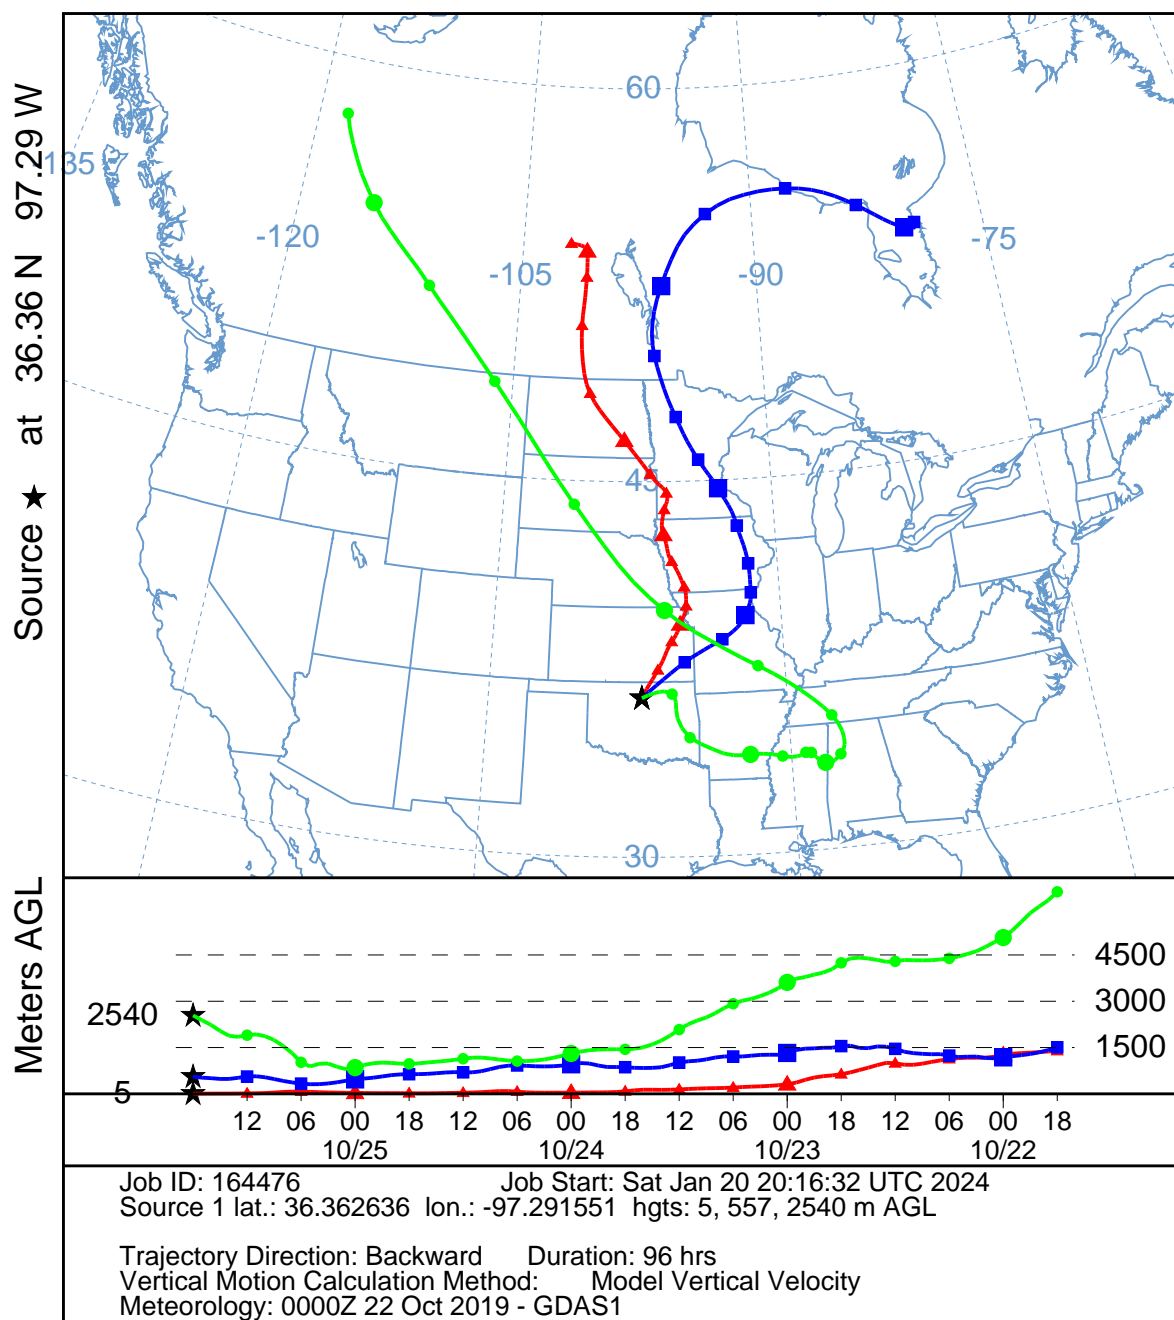 Source ★ at 36.36 N 97.29 W
60
-135
-120
-105
-90
-75
45
30
Meters AGL
2540
5
4500
3000
1500
12 06 00 18 12 06 00 18 12 06 00 18 12 06 00 18
10/25 10/24 10/23 10/22
Job ID: 164476 Job Start: Sat Jan 20 20:16:32 UTC 2024
Source 1 lat.: 36.362636 lon.: -97.291551 hgts: 5, 557, 2540 m AGL
Trajectory Direction: Backward Duration: 96 hrs
Vertical Motion Calculation Method: Model Vertical Velocity
Meteorology: 0000Z 22 Oct 2019 - GDAS1